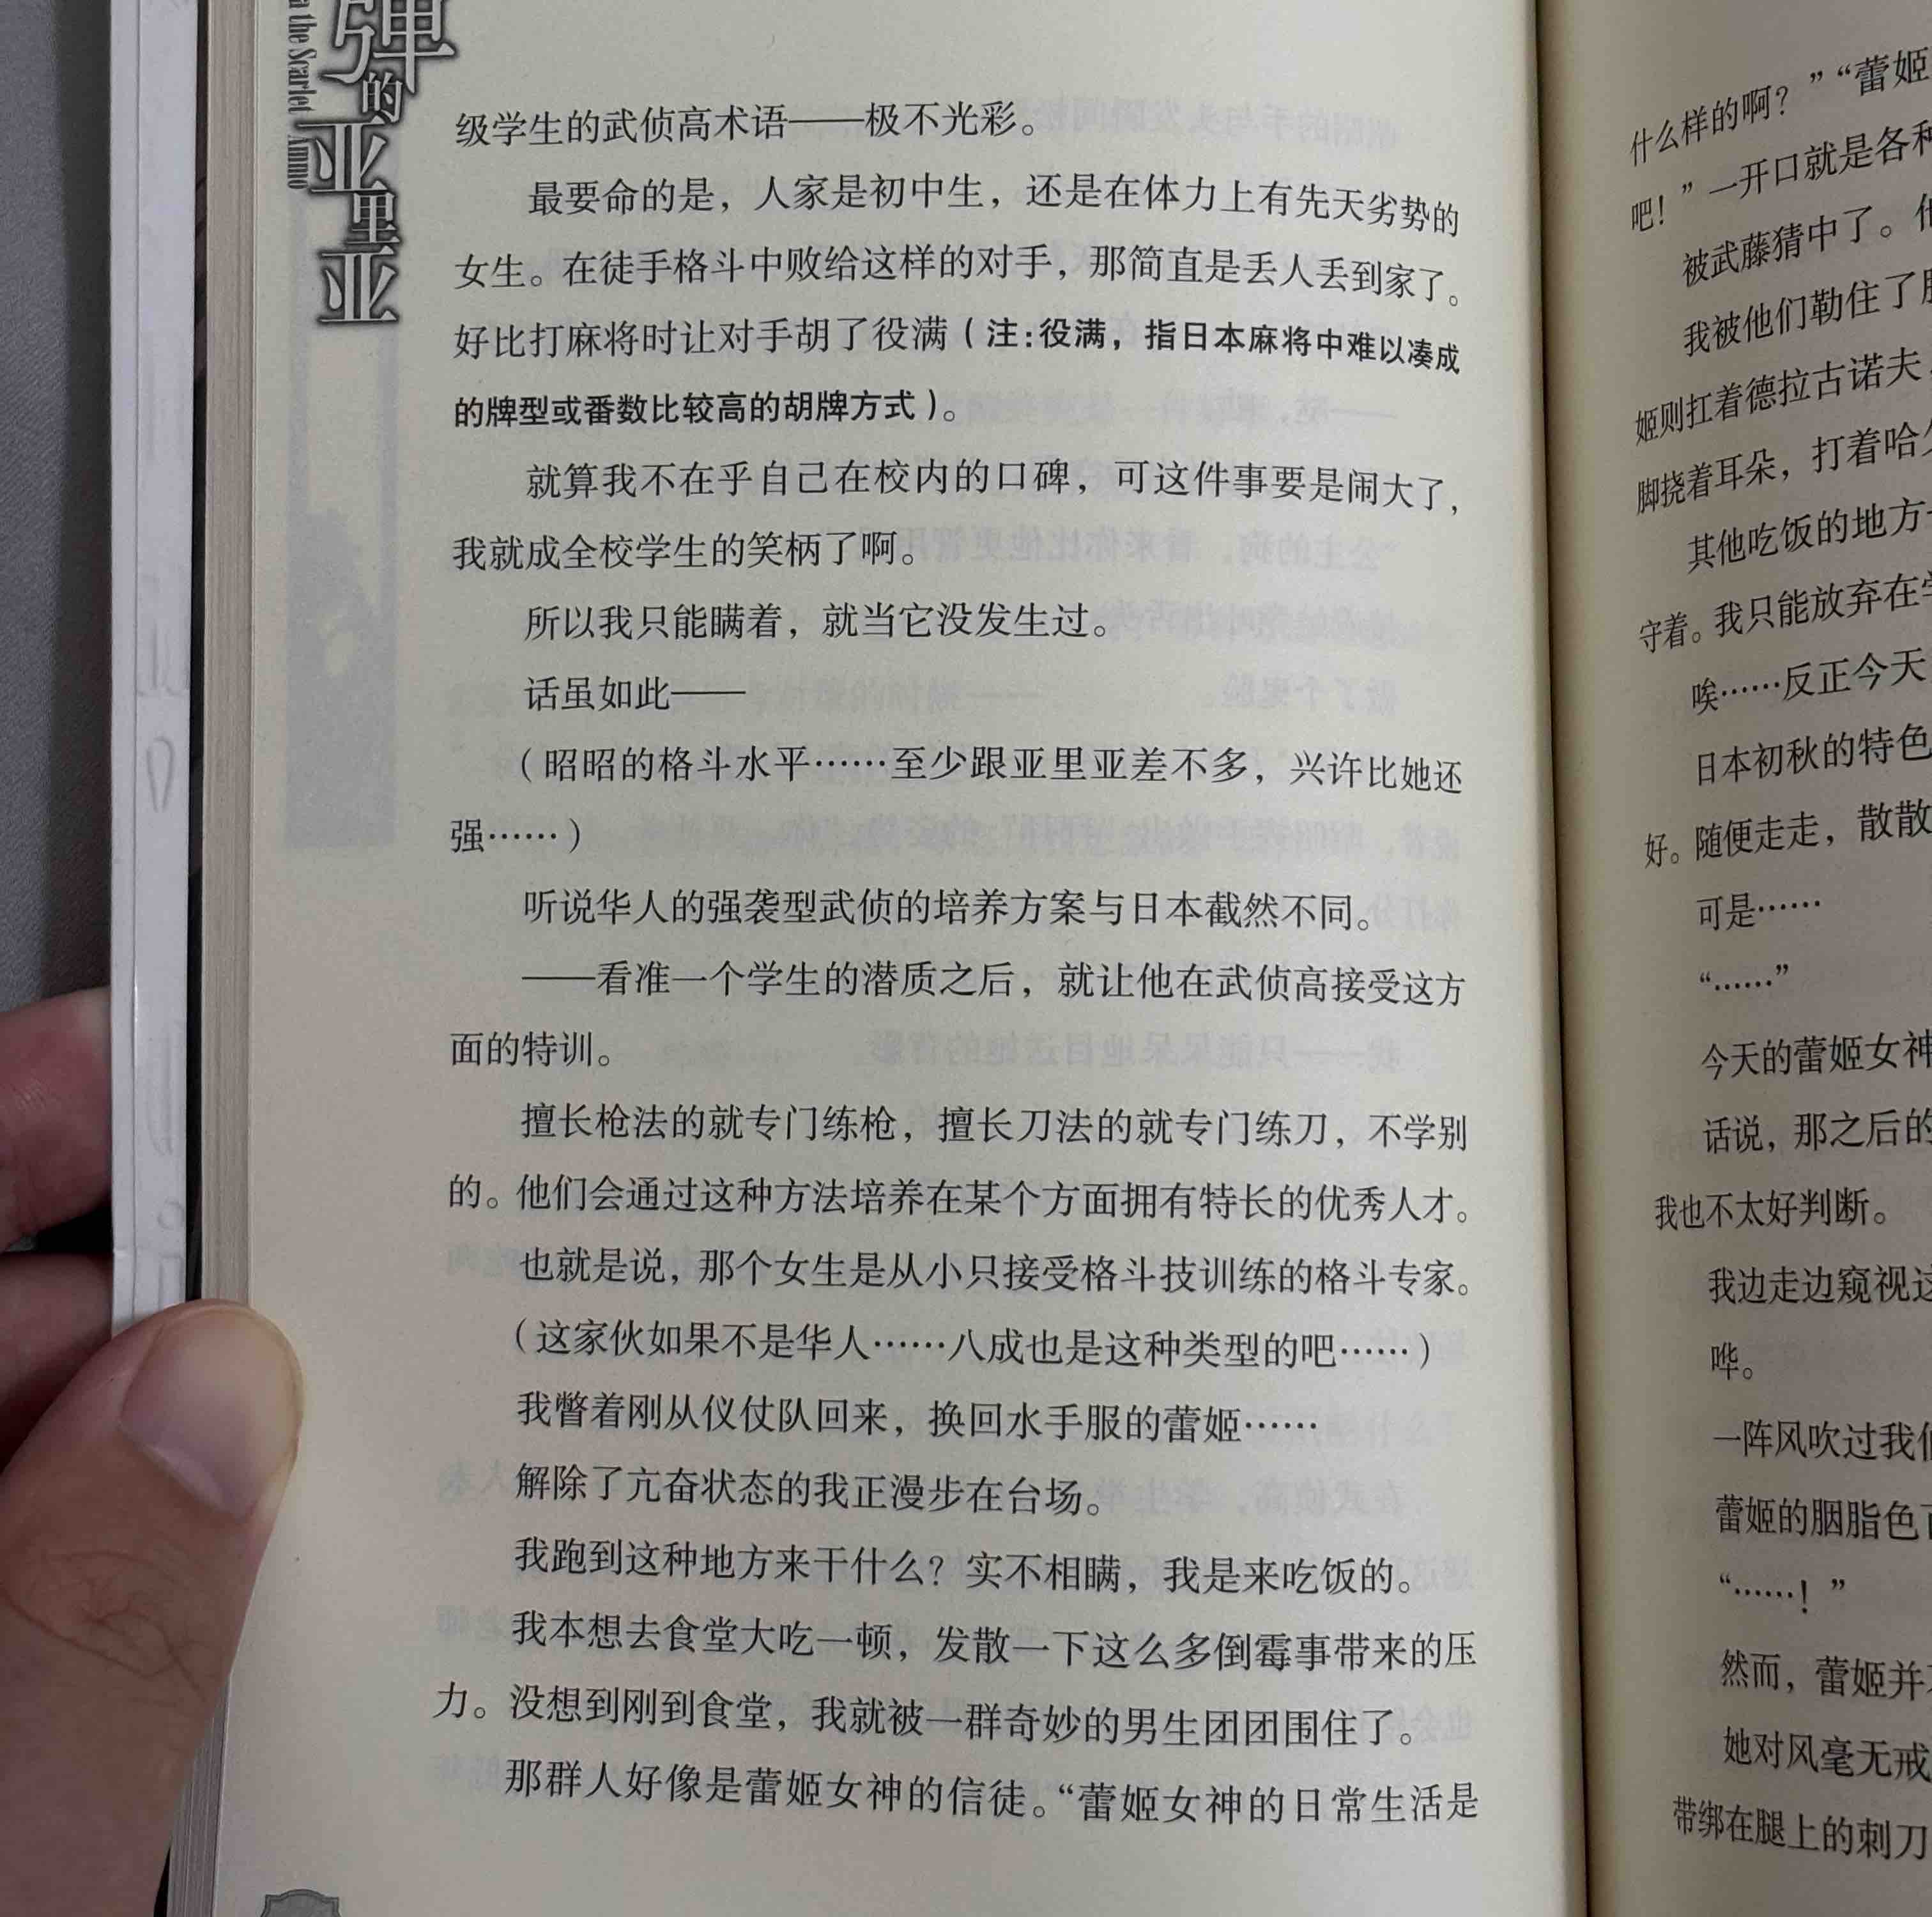 弹的亚里亚
the Scarlet Ammo
级学生的武侦高术语——极不光彩。
最要命的是，人家是初中生，还是在体力上有先天劣势的
女生。在徒手格斗中败给这样的对手，那简直是丢人丢到家了。
好比打麻将时让对手胡了役满（注：役满，指日本麻将中难以凑成
的牌型或番数比较高的胡牌方式）。
就算我不在乎自己在校内的口碑，可这件事要是闹大了，
我就成全校学生的笑柄了啊。
所以我只能瞒着，就当它没发生过。
话虽如此——
（昭昭的格斗水平……至少跟亚里亚差不多，兴许比她还
强……）
听说华人的强袭型武侦的培养方案与日本截然不同。
——看准一个学生的潜质之后，就让他在武侦高接受这方
面的特训。
擅长枪法的就专门练枪，擅长刀法的就专门练刀，不学别
的。他们会通过这种方法培养在某个方面拥有特长的优秀人才。
也就是说，那个女生是从小只接受格斗技训练的格斗专家。
（这家伙如果不是华人……八成也是这种类型的吧……）
我瞥着刚从仪仗队回来，换回水手服的蕾姬……
解除了亢奋状态的我正漫步在台场。
我跑到这种地方来干什么？实不相瞒，我是来吃饭的。
我本想去食堂大吃一顿，发散一下这么多倒霉事带来的压
力。没想到刚到食堂，我就被一群奇妙的男生团团围住了。
那群人好像是蕾姬女神的信徒。“蕾姬女神的日常生活是
什么样的啊？”“蕾姬
吧！”一开口就是各种
被武藤猜中了。
我被他们勒住了
姬则扛着德拉古诺夫，
脚挠着耳朵，打着哈
其他吃饭的地方
守着。我只能放弃在
唉……反正今天
日本初秋的特色
好。随便走走，散散
可是……
“……”
今天的蕾姬女神
话说，那之后的
我也不太好判断。
我边走边窥视这
哗。
一阵风吹过我们
蕾姬的胭脂色
“……！”
然而，蕾姬并
她对风毫无戒
带绑在腿上的刺刀